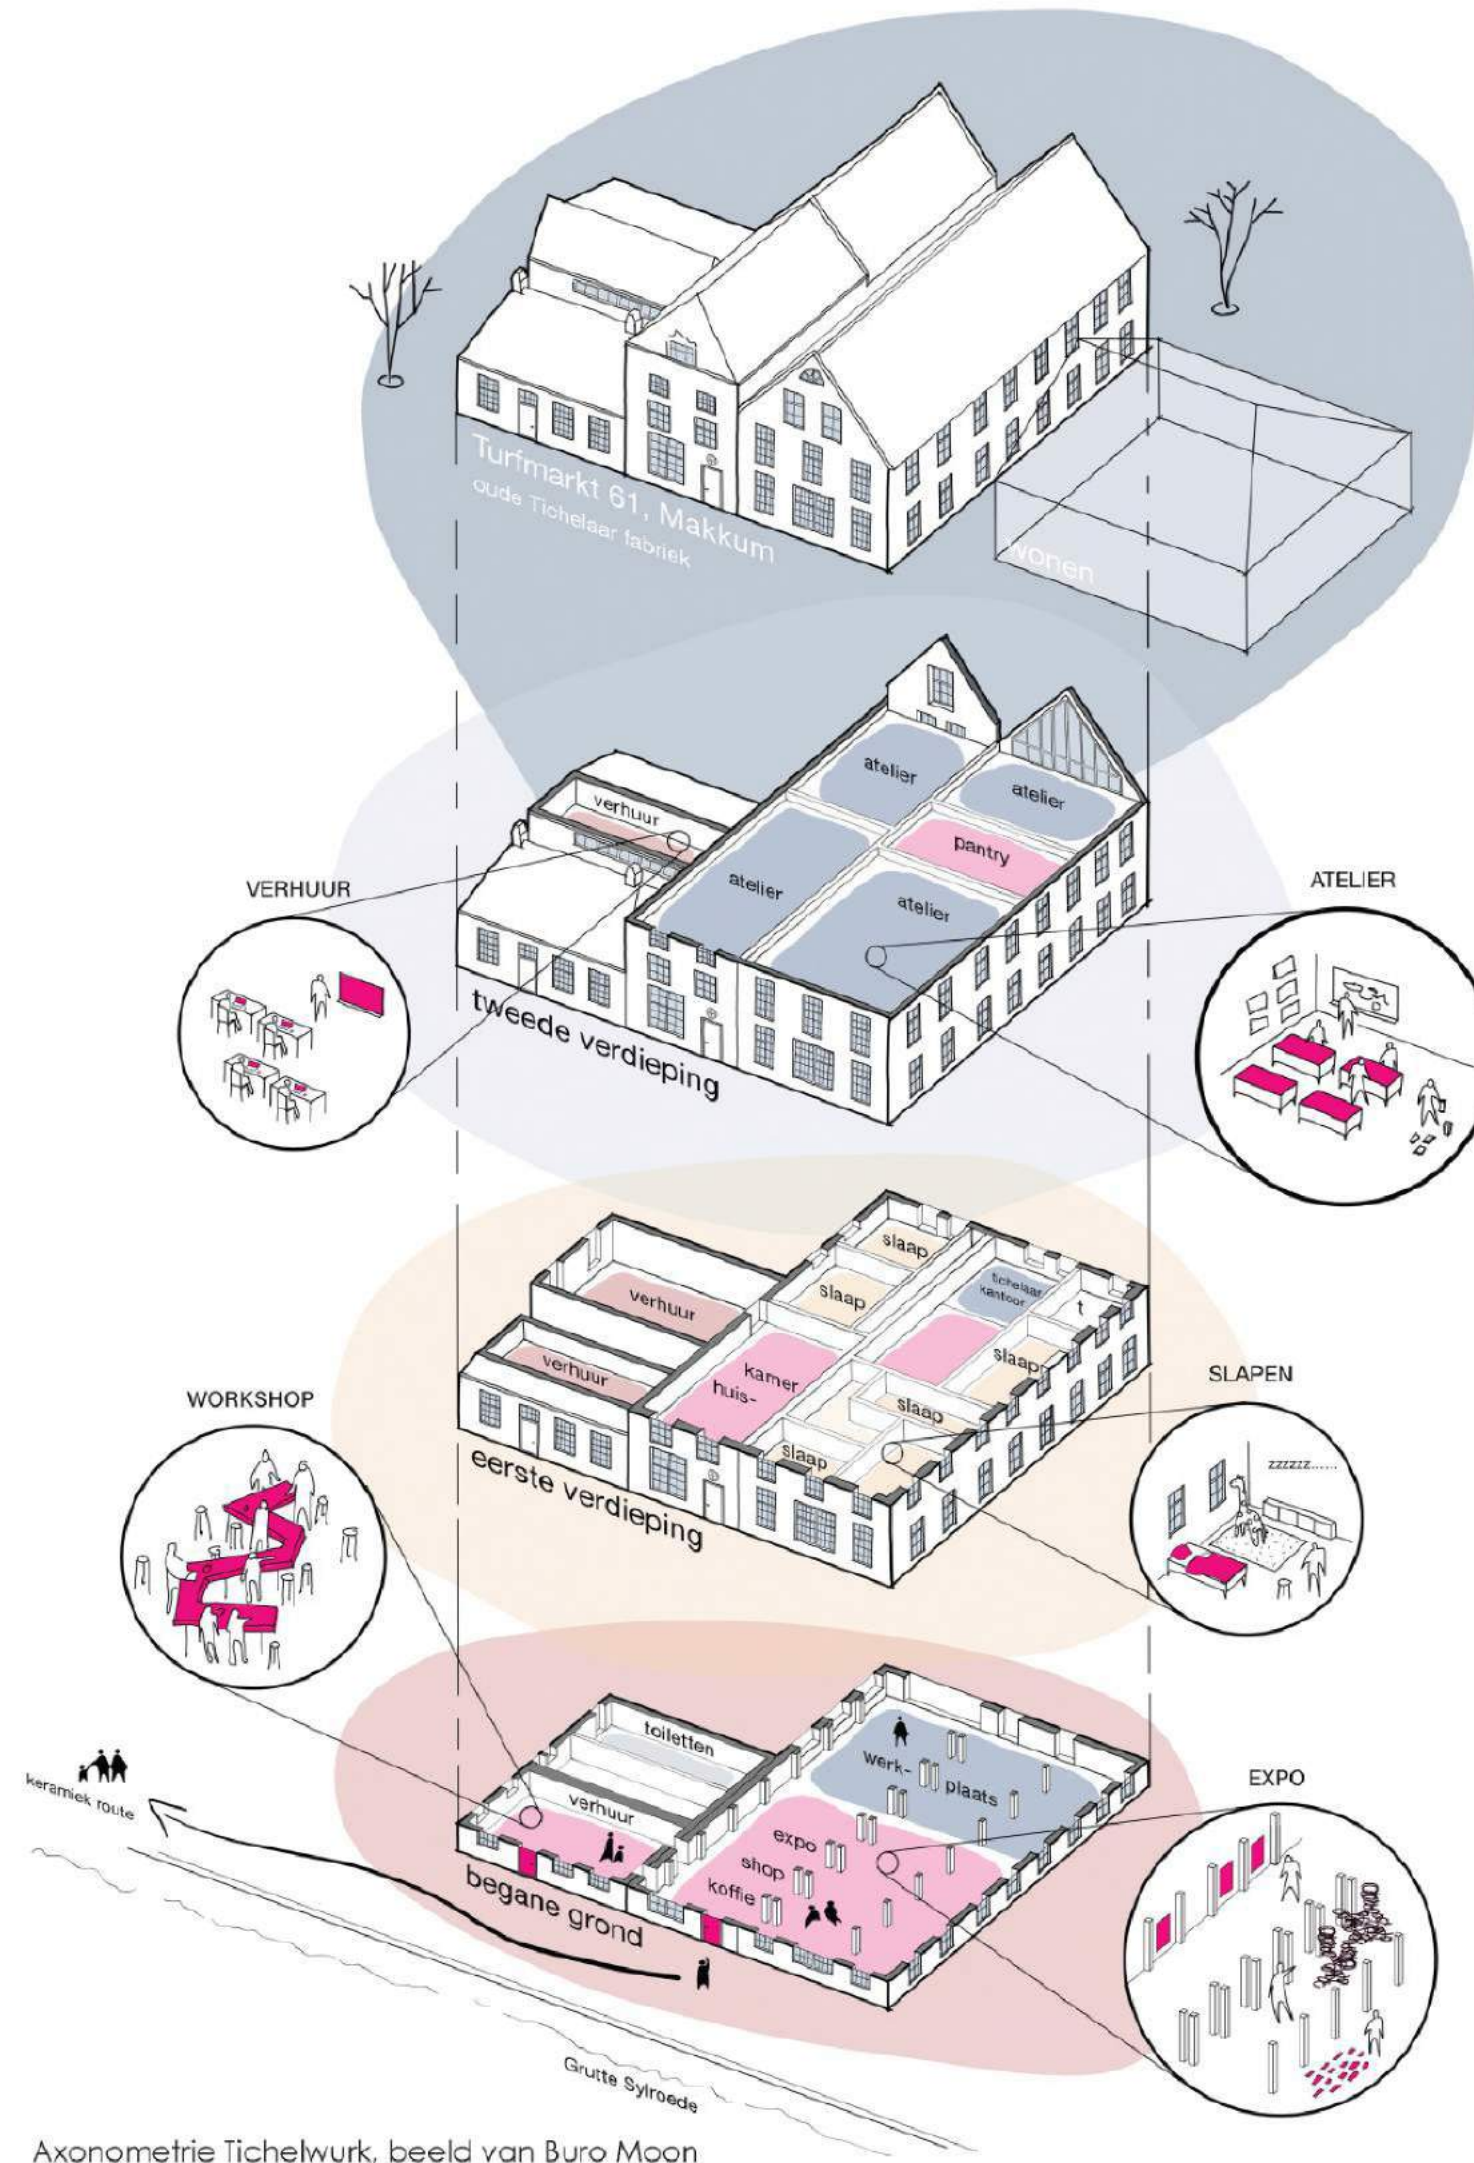 Turfmarkt 61, Makkum
oude Tichelaar fabriek
wonen
atelier
atelier
verhuur
pantry
atelier
atelier
VERHUUR
ATELIER
tweede verdieping
slaap
tichelaar
kantoor
slaap
t
verhuur
slaap
verhuur
kamer
huis-
slaap
slaap
WORKSHOP
SLAPEN
zzzzzz......
eerste verdieping
toiletten
werk-
plaats
verhuur
expo
shop
koffie
EXPO
keramiek route
begane grond
Grutte Sylroede
Axonometrie Tichelwurk, beeld van Buro Moon